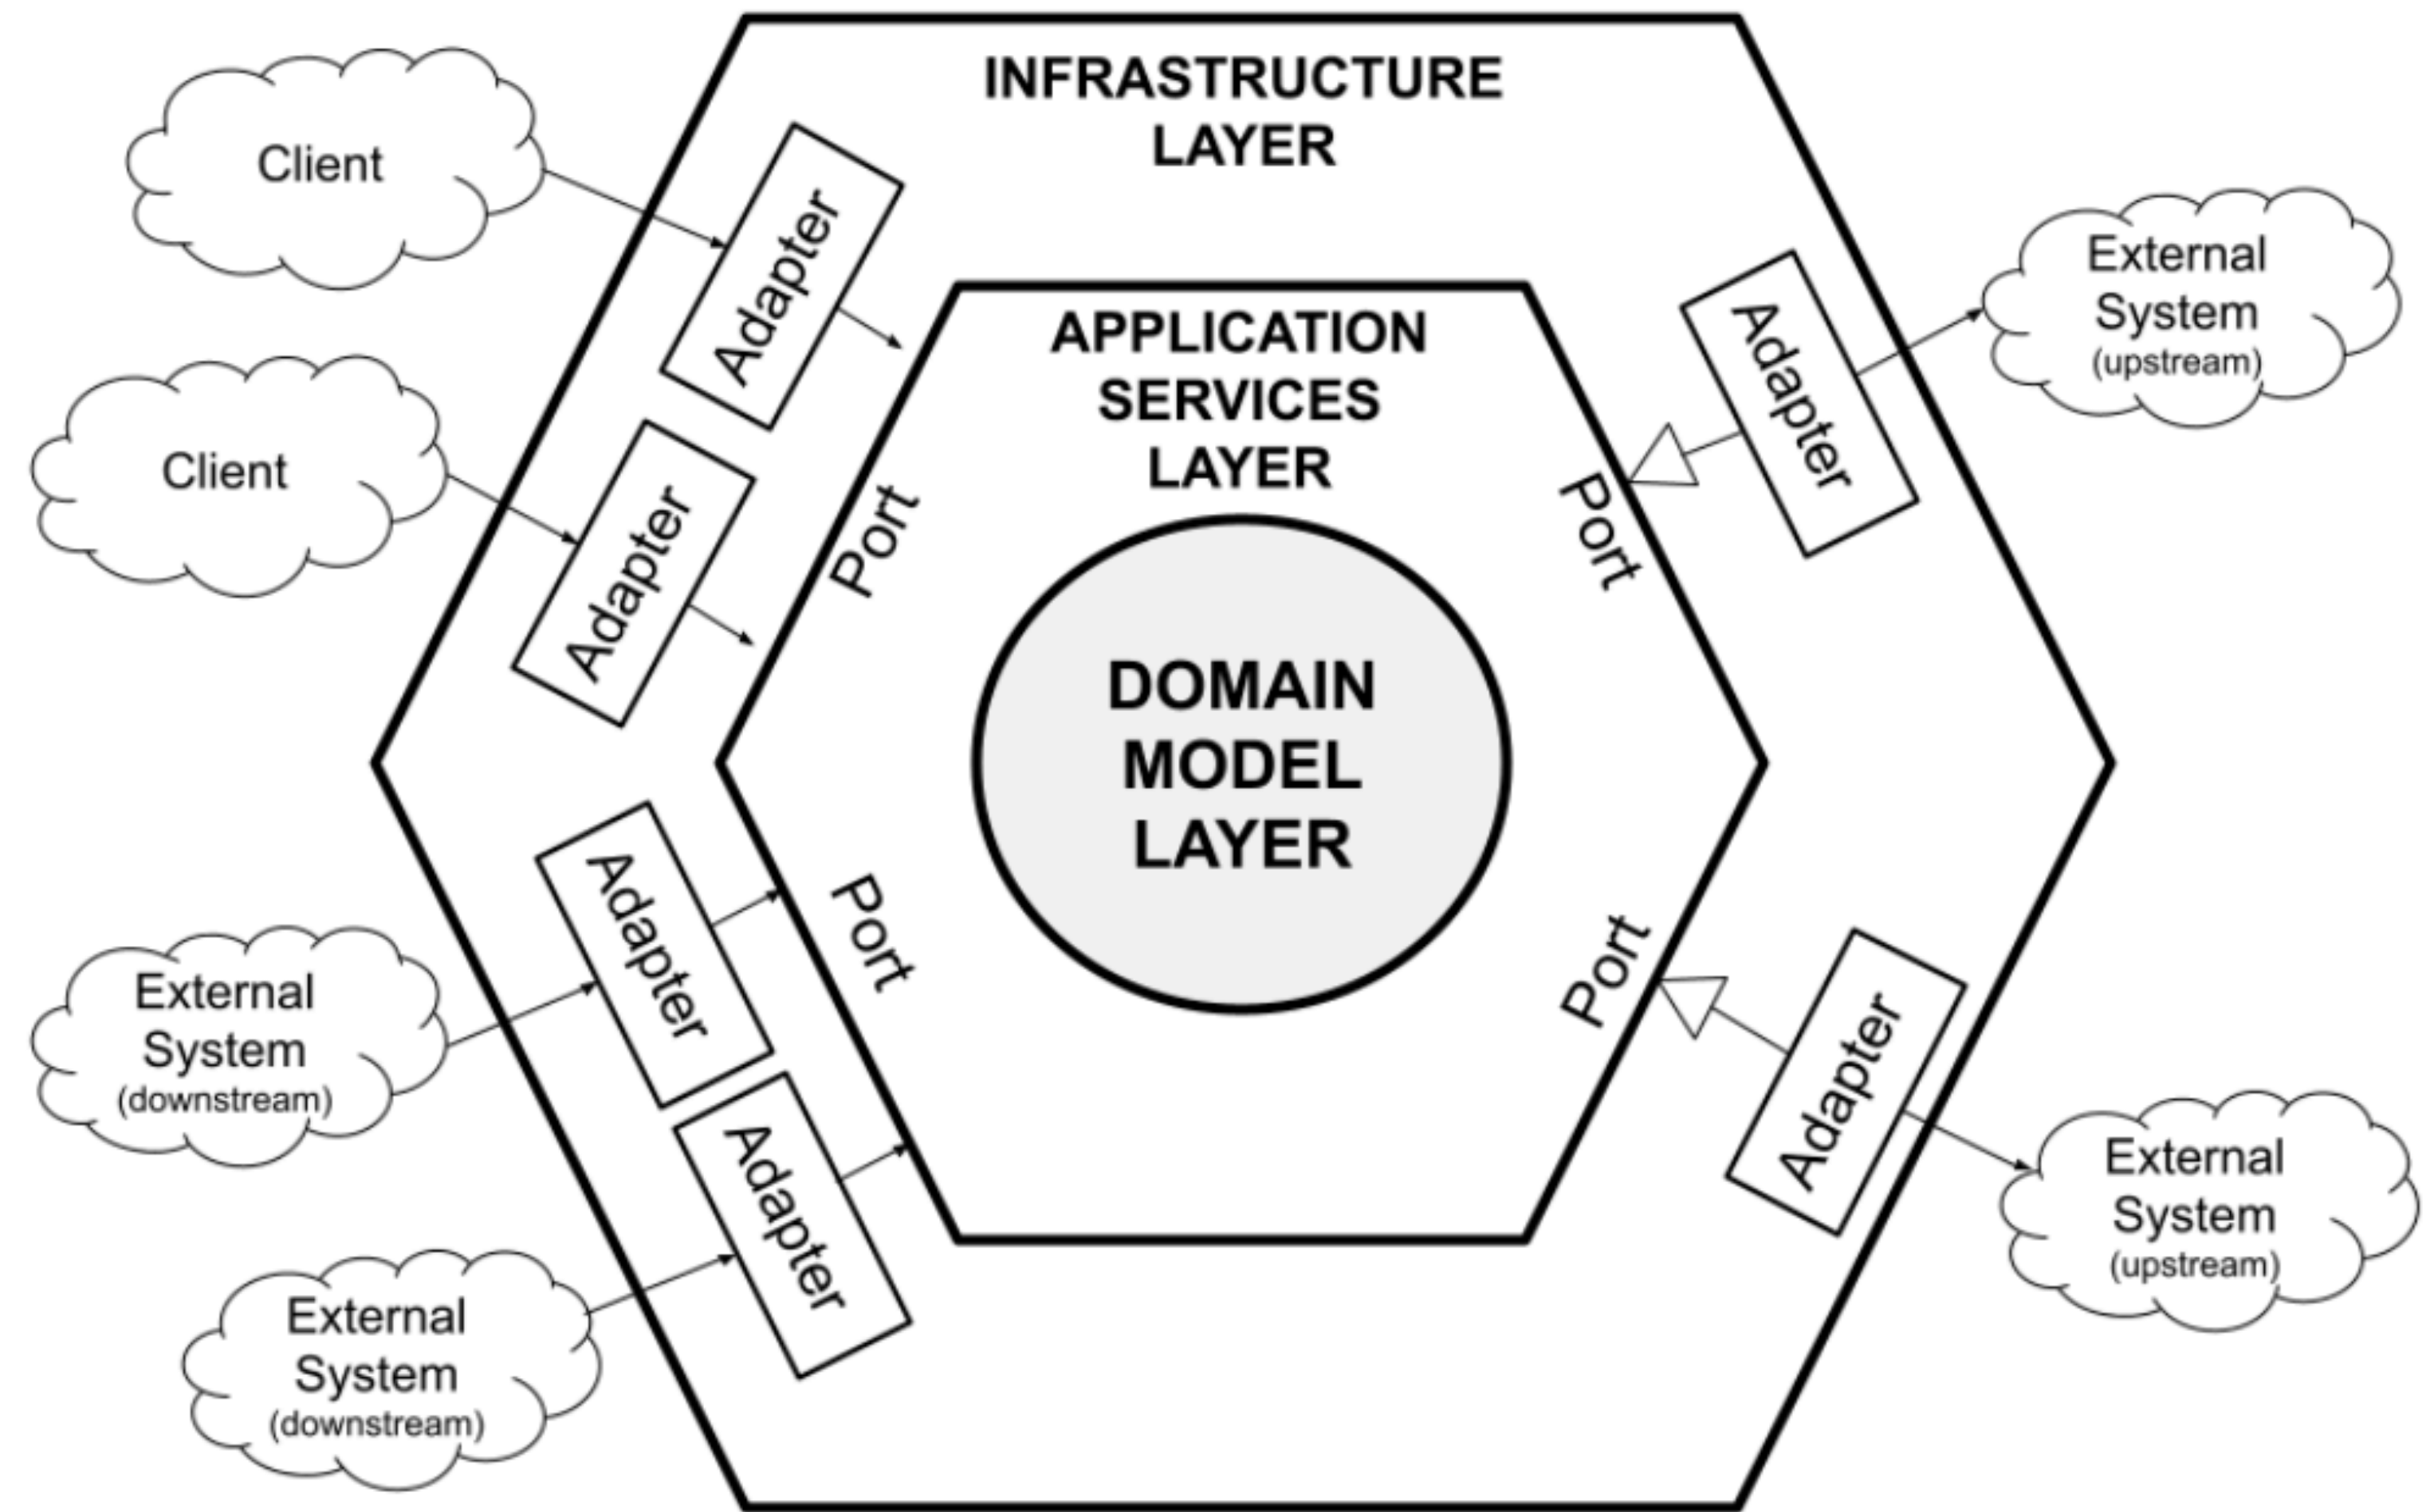 INFRASTRUCTURE
LAYER
Client
Adapter
External
System
(upstream)
Adapter
APPLICATION
SERVICES
LAYER
Client
Adapter
Port
Port
DOMAIN
MODEL
LAYER
Adapter
Port
Port
External
System
(downstream)
Adapter
Adapter
External
System
(upstream)
External
System
(downstream)